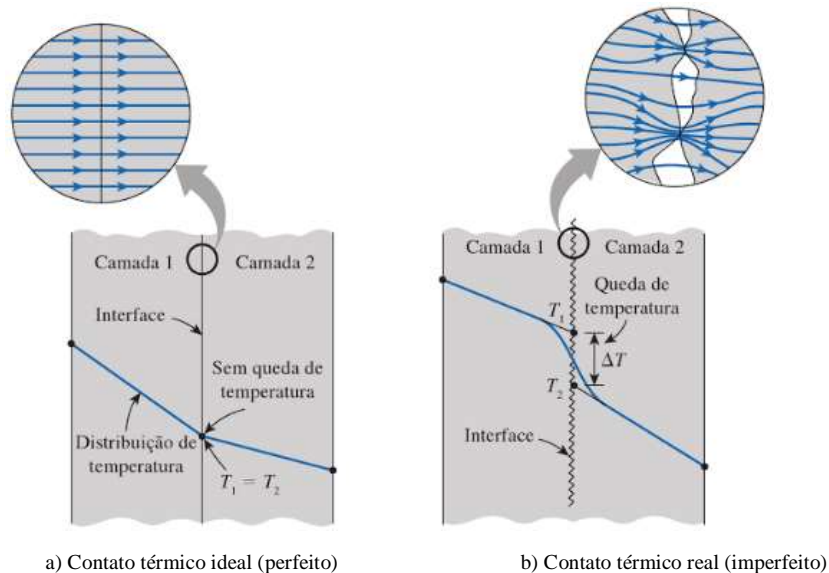 Camada 1
Camada 2
Interface
Sem queda de
temperatura
Distribuição de
temperatura
T₁ = T₂
a) Contato térmico ideal (perfeito)
Camada 1
Camada 2
Queda de
temperatura
T₁
ΔT
T₂
Interface
b) Contato térmico real (imperfeito)